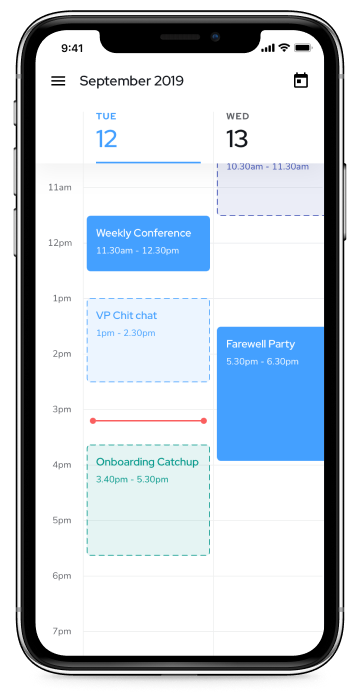 9:41
September 2019
TUE
12
WED
13
10.30am - 11.30am
11am
Weekly Conference
11.30am - 12.30pm
12pm
1pm
VP Chit chat
1pm - 2.30pm
Farewell Party
5.30pm - 6.30pm
2pm
3pm
Onboarding Catchup
3.40pm - 5.30pm
4pm
5pm
6pm
7pm